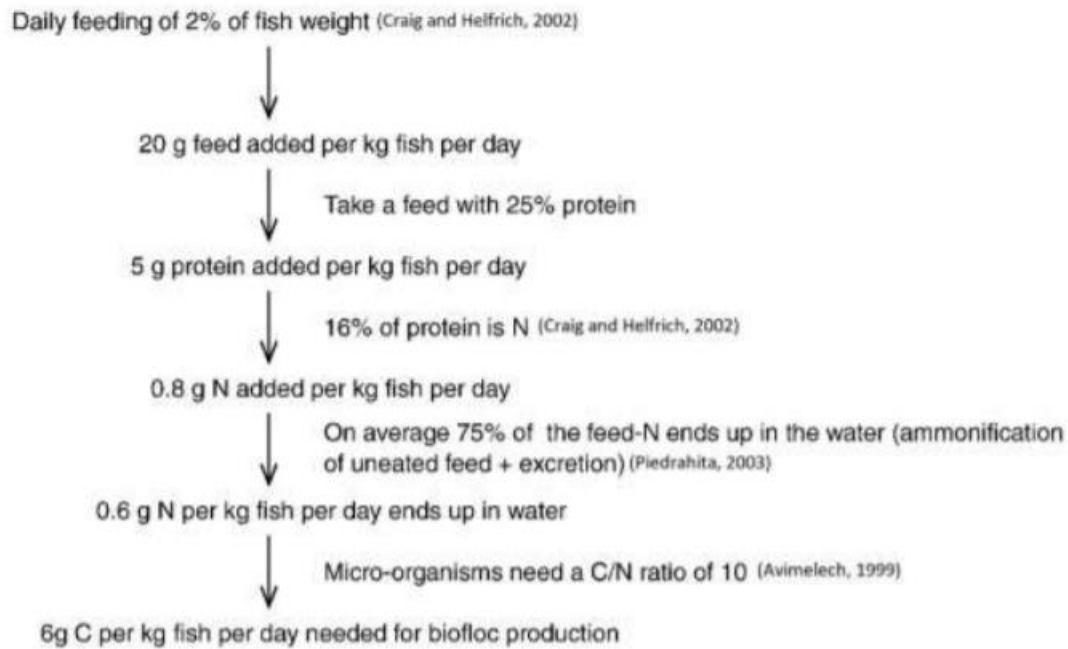 Daily feeding of 2% of fish weight (Craig and Helfrich, 2002)
20 g feed added per kg fish per day
Take a feed with 25% protein
5 g protein added per kg fish per day
16% of protein is N (Craig and Helfrich, 2002)
0.8 g N added per kg fish per day
On average 75% of the feed-N ends up in the water (ammonification
of uneated feed + excretion) (Piedrahita, 2003)
0.6 g N per kg fish per day ends up in water
Micro-organisms need a C/N ratio of 10 (Avimelech, 1999)
6g C per kg fish per day needed for biofloc production